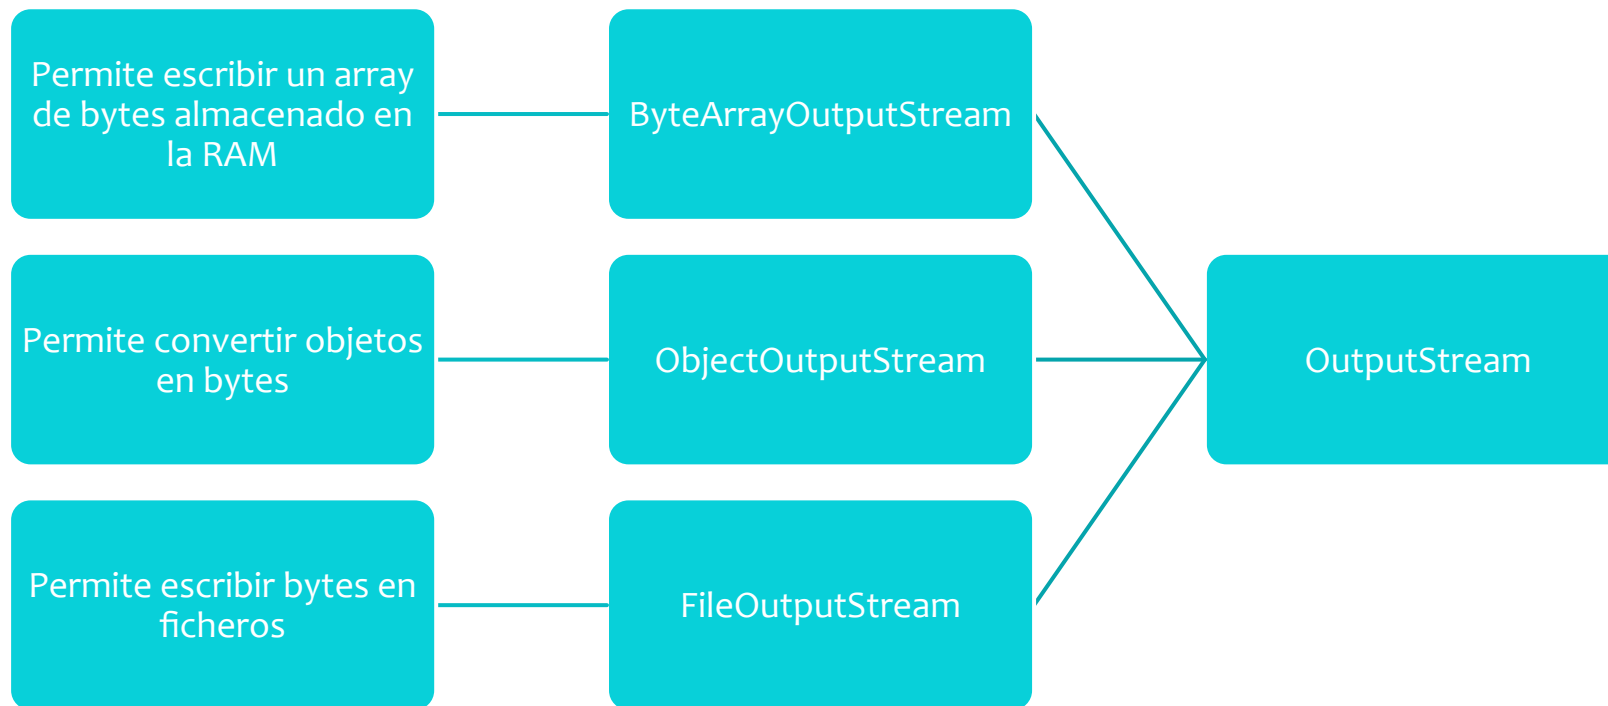 Permite escribir un array
de bytes almacenado en
la RAM
ByteArrayOutputStream
Permite convertir objetos
en bytes
ObjectOutputStream
OutputStream
Permite escribir bytes en
ficheros
FileOutputStream